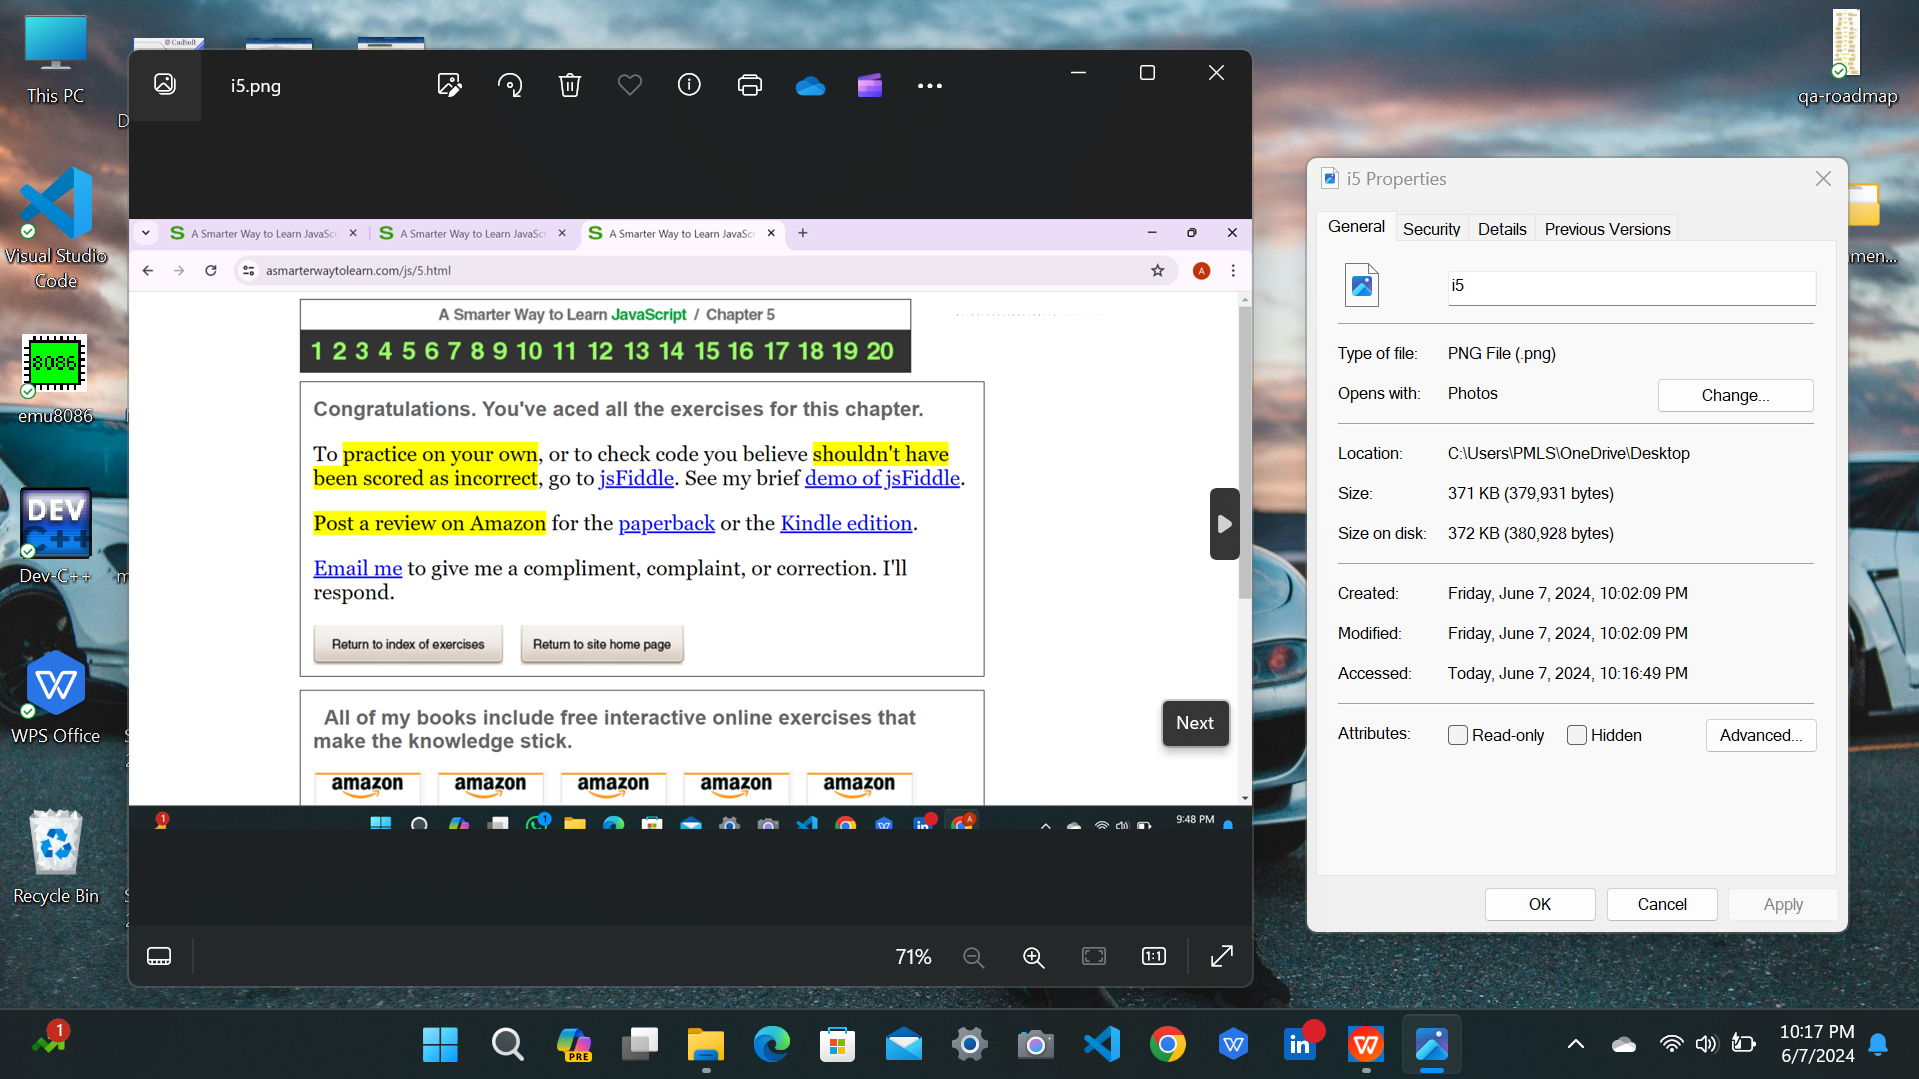 This PC
Visual Studio
Code
8086
emu8086
DEV
C++
Dev-C++
WPS Office
Recycle Bin
i5.png
A Smarter Way to Learn JavaSc
A Smarter Way to Learn JavaSc
A Smarter Way to Learn JavaSc
asmarterwaytolearn.com/js/5.html
A
A Smarter Way to Learn JavaScript / Chapter 5
1 2 3 4 5 6 7 8 9 10 11 12 13 14 15 16 17 18 19 20
Congratulations. You've aced all the exercises for this chapter.
To practice on your own, or to check code you believe shouldn't have
been scored as incorrect, go to jsFiddle. See my brief demo of jsFiddle.
Post a review on Amazon for the paperback or the Kindle edition.
Email me to give me a compliment, complaint, or correction. I'll
respond.
Return to index of exercises
Return to site home page
All of my books include free interactive online exercises that
make the knowledge stick.
amazon amazon amazon amazon amazon
Next
1
1
A
9:48 PM
71%
1:1
qa-roadmap
men...
i5 Properties
General Security Details Previous Versions
i5
Type of file: PNG File (.png)
Opens with: Photos Change...
Location: C:\Users\PMLS\OneDrive\Desktop
Size: 371 KB (379,931 bytes)
Size on disk: 372 KB (380,928 bytes)
Created: Friday, June 7, 2024, 10:02:09 PM
Modified: Friday, June 7, 2024, 10:02:09 PM
Accessed: Today, June 7, 2024, 10:16:49 PM
Attributes: Read-only Hidden Advanced...
OK Cancel Apply
1
PRE
in
10:17 PM
6/7/2024